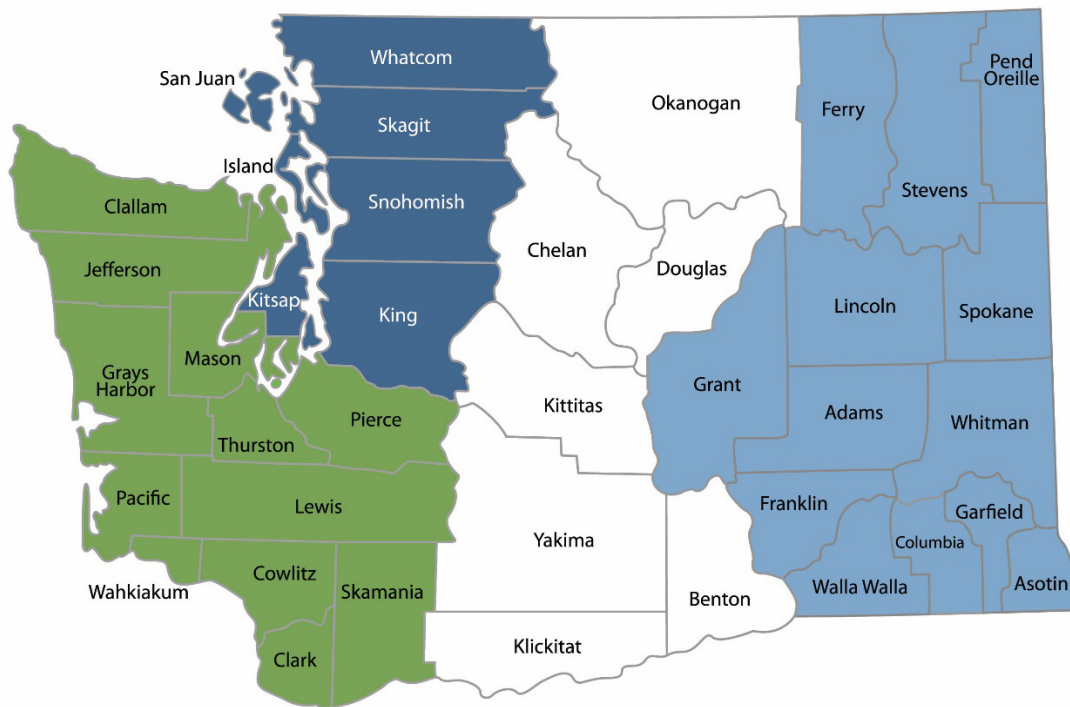 Whatcom
San Juan
Okanogan
Pend
Oreille
Ferry
Skagit
Island
Stevens
Snohomish
Clallam
Chelan
Jefferson
Douglas
Kitsap
Lincoln
King
Spokane
Mason
Grays
Harbor
Grant
Kittitas
Adams
Pierce
Whitman
Thurston
Pacific
Lewis
Franklin
Garfield
Yakima
Columbia
Cowlitz
Wahkiakum
Skamania
Walla Walla
Asotin
Benton
Klickitat
Clark